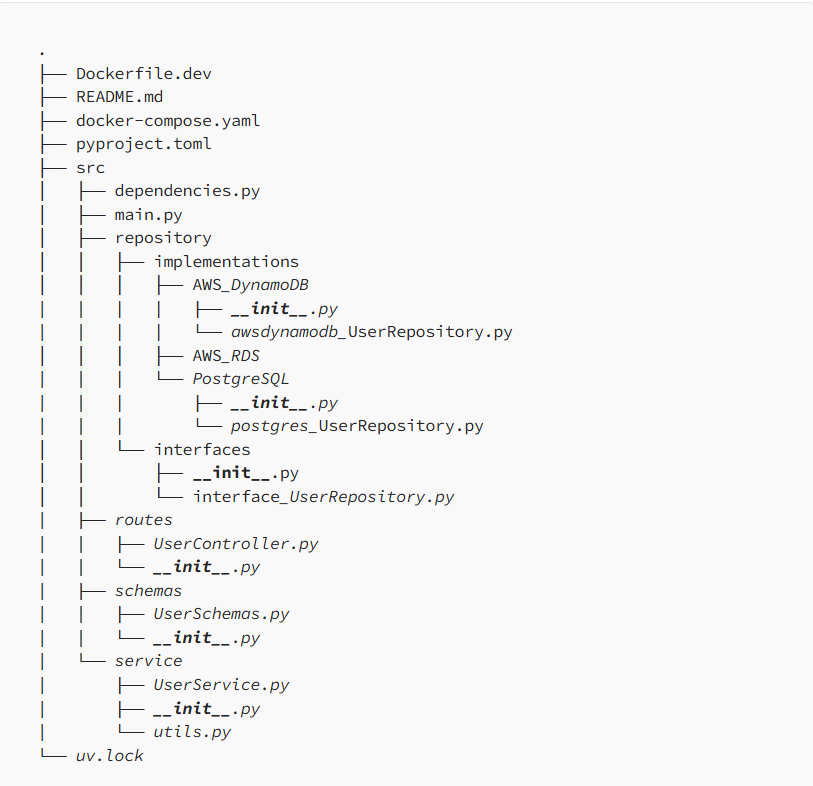 .
├── Dockerfile.dev
├── README.md
├── docker-compose.yaml
├── pyproject.toml
├── src
│   ├── dependencies.py
│   ├── main.py
│   ├── repository
│   │   ├── implementations
│   │   │   ├── AWS_DynamoDB
│   │   │   │   ├── __init__.py
│   │   │   │   └── awsdynamodb_UserRepository.py
│   │   │   ├── AWS_RDS
│   │   │   └── PostgreSQL
│   │   │       ├── __init__.py
│   │   │       └── postgres_UserRepository.py
│   │   └── interfaces
│   │       ├── __init__.py
│   │       └── interface_UserRepository.py
│   ├── routes
│   │   ├── UserController.py
│   │   └── __init__.py
│   ├── schemas
│   │   ├── UserSchemas.py
│   │   └── __init__.py
│   └── service
│       ├── UserService.py
│       ├── __init__.py
│       └── utils.py
└── uv.lock